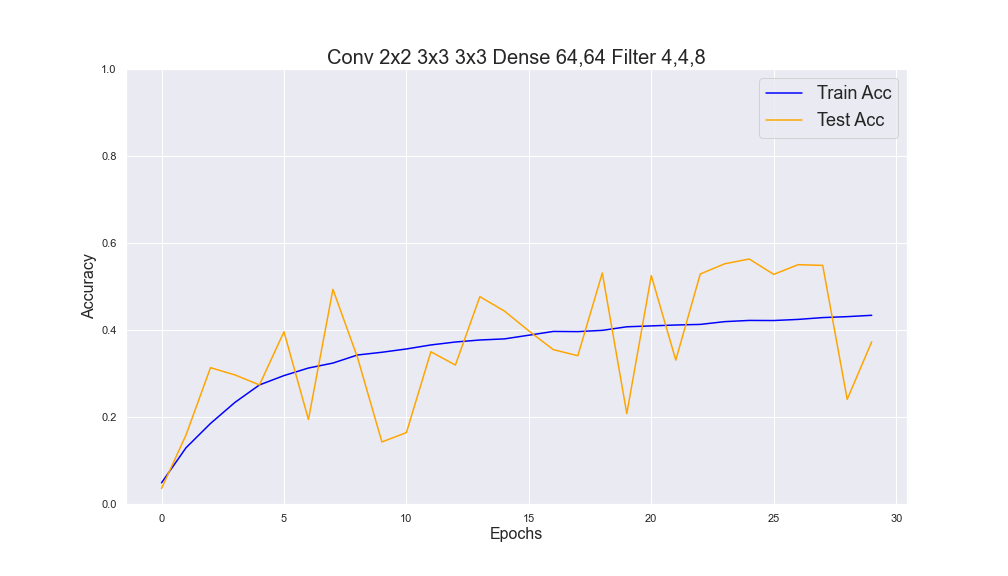 Conv 2x2 3x3 3x3 Dense 64,64 Filter 4,4,8
1.0
Train Acc
Test Acc
0.8
0.6
Accuracy
0.4
0.2
0.0
0 5 10 15 20 25 30
Epochs